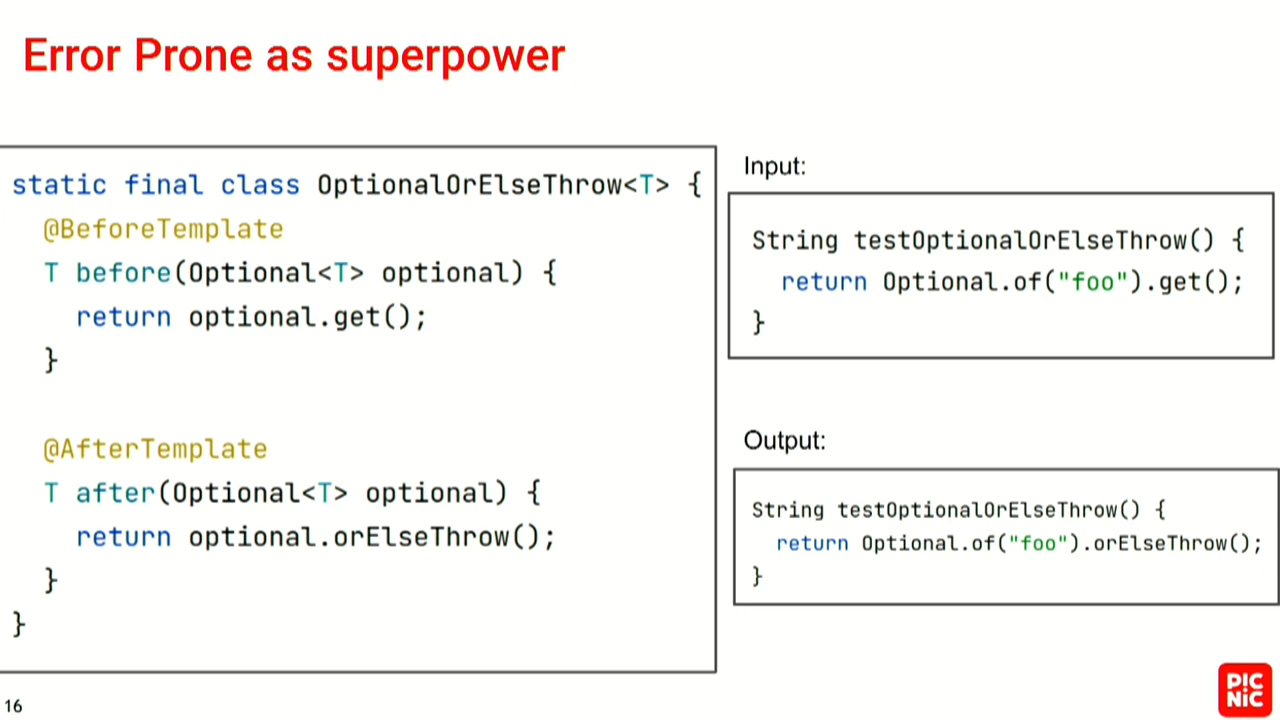 Error Prone as superpower
static final class OptionalOrElseThrow<T> {
@BeforeTemplate
T before(Optional<T> optional) {
return optional.get();
}
@AfterTemplate
T after(Optional<T> optional) {
return optional.orElseThrow();
}
}
Input:
String testOptionalOrElseThrow() {
return Optional.of("foo").get();
}
Output:
String testOptionalOrElseThrow() {
return Optional.of("foo").orElseThrow();
}
16
PIC
NIC